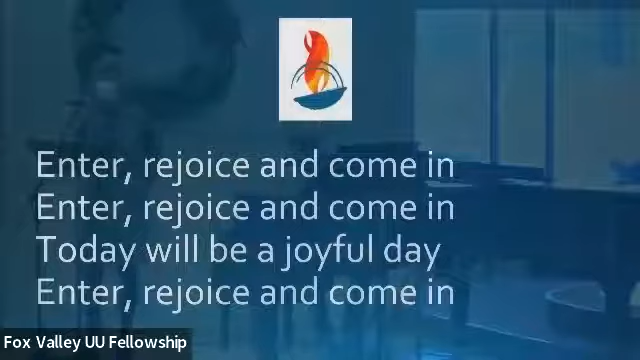 Enter, rejoice and come in
Enter, rejoice and come in
Today will be a joyful day
Enter, rejoice and come in
Fox Valley UU Fellowship